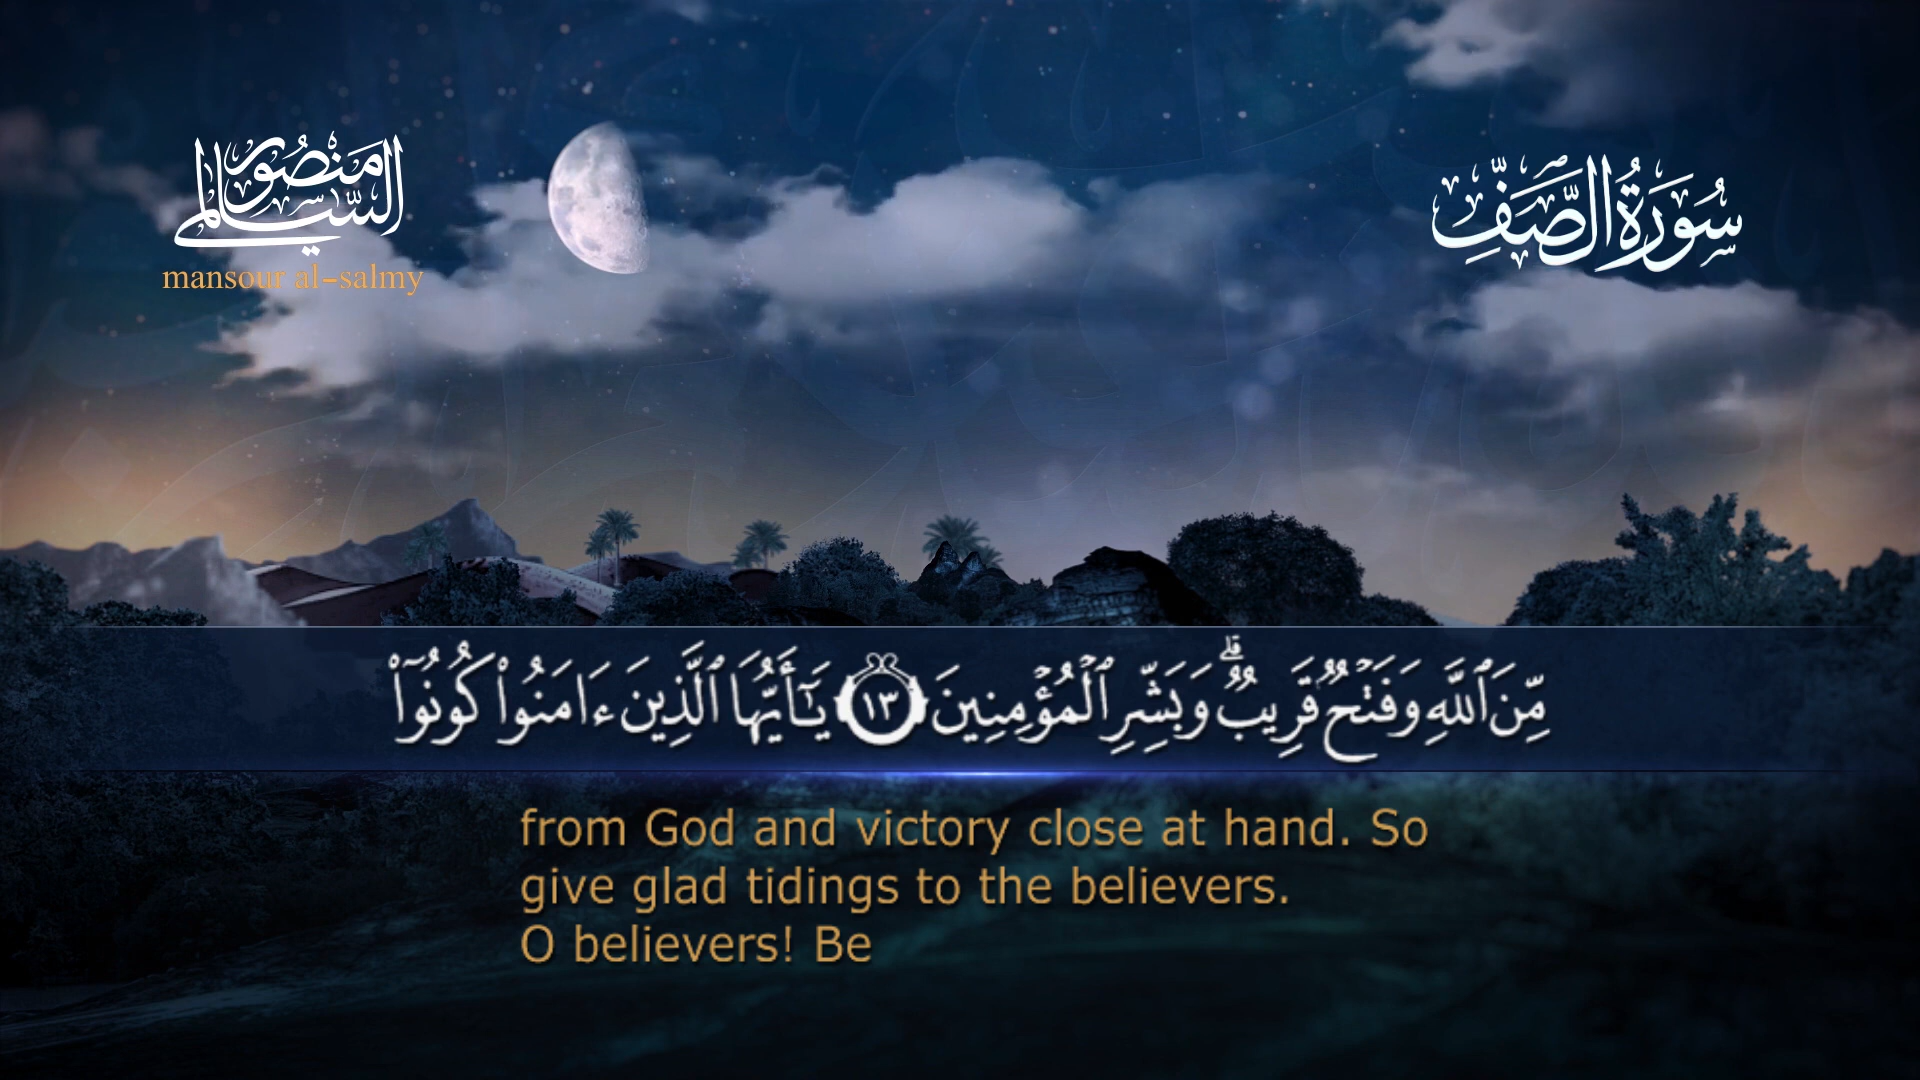 منصور
السالمي
mansour al-salmy
سُورَةُ الصَّفِّ
مِّنَ ٱللَّهِ وَفَتْحٌ قَرِيبٌ ۗ وَبَشِّرِ ٱلْمُؤْمِنِينَ ١٣ يَـٰٓأَيُّهَا ٱلَّذِينَ ءَامَنُوا۟ كُونُوٓا۟
from God and victory close at hand. So
give glad tidings to the believers.
O believers! Be